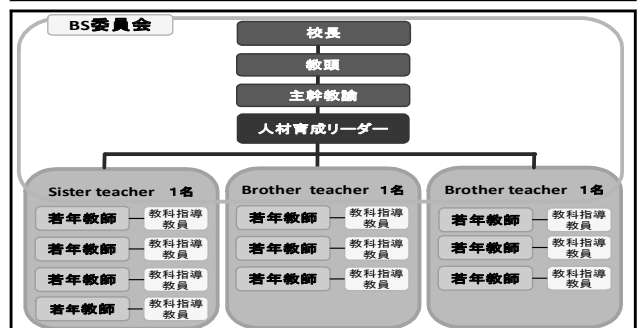 BS委員会
校長
教頭
主幹教諭
人材育成リーダー
Sister teacher 1名
若年教師
教科指導
教員
若年教師
教科指導
教員
若年教師
教科指導
教員
若年教師
教科指導
教員
Brother teacher 1名
若年教師
教科指導
教員
若年教師
教科指導
教員
若年教師
教科指導
教員
Brother teacher 1名
若年教師
教科指導
教員
若年教師
教科指導
教員
若年教師
教科指導
教員